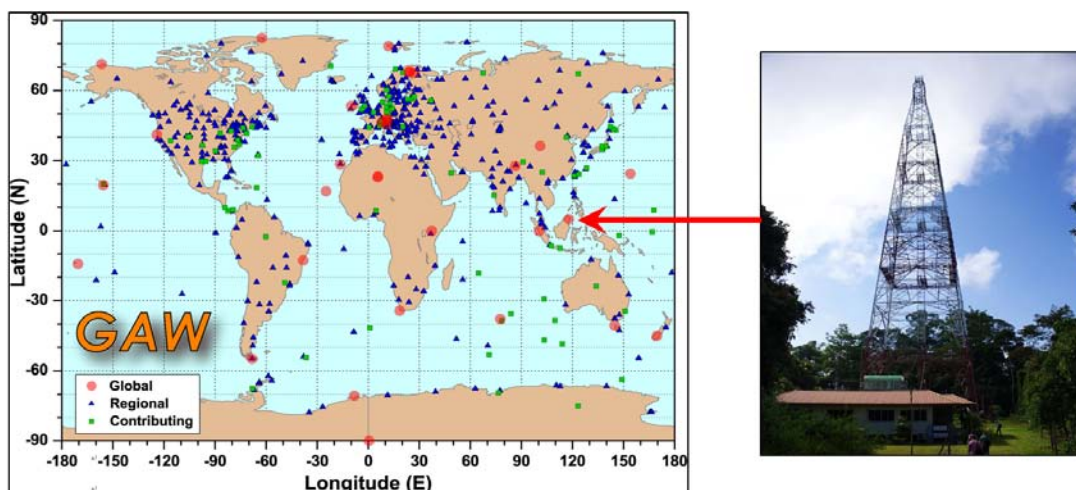 90
60
30
0
-30
-60
-90
Latitude (N)
GAW
Global
Regional
Contributing
-180 -150 -120 -90 -60 -30 0 30 60 90 120 150 180
Longitude (E)